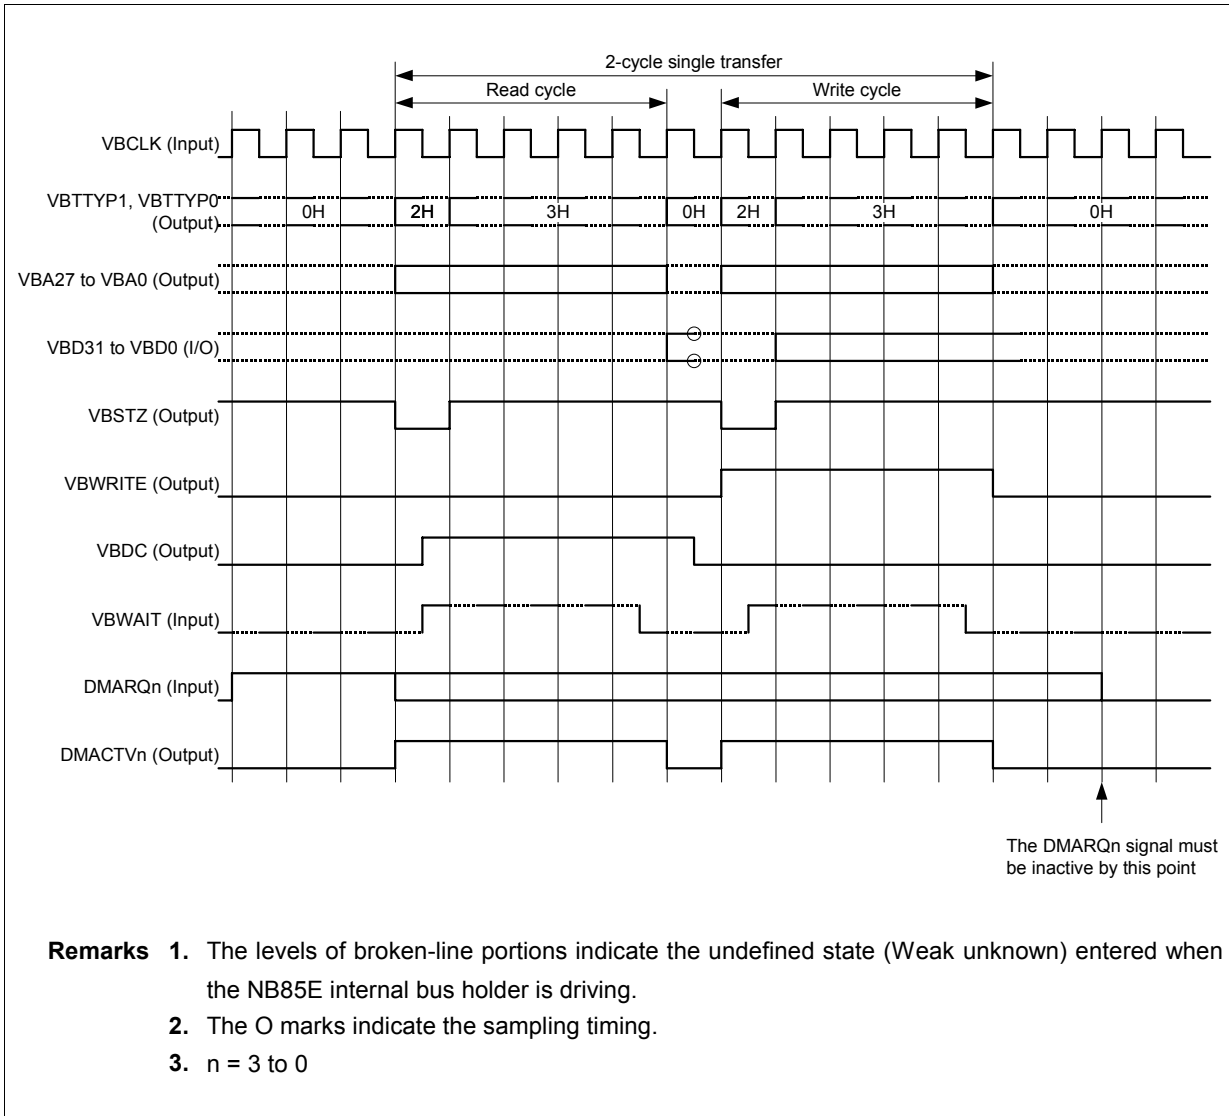 2-cycle single transfer
Read cycle
Write cycle
VBCLK (Input)
VBTTYP1, VBTTYP0
(Output)
0H
2H
3H
0H
2H
3H
0H
VBA27 to VBA0 (Output)
VBD31 to VBD0 (I/O)
VBSTZ (Output)
VBWRITE (Output)
VBDC (Output)
VBWAIT (Input)
DMARQn (Input)
DMACTVn (Output)
The DMARQn signal must
be inactive by this point
Remarks 1. The levels of broken-line portions indicate the undefined state (Weak unknown) entered when
the NB85E internal bus holder is driving.
2. The O marks indicate the sampling timing.
3. n = 3 to 0